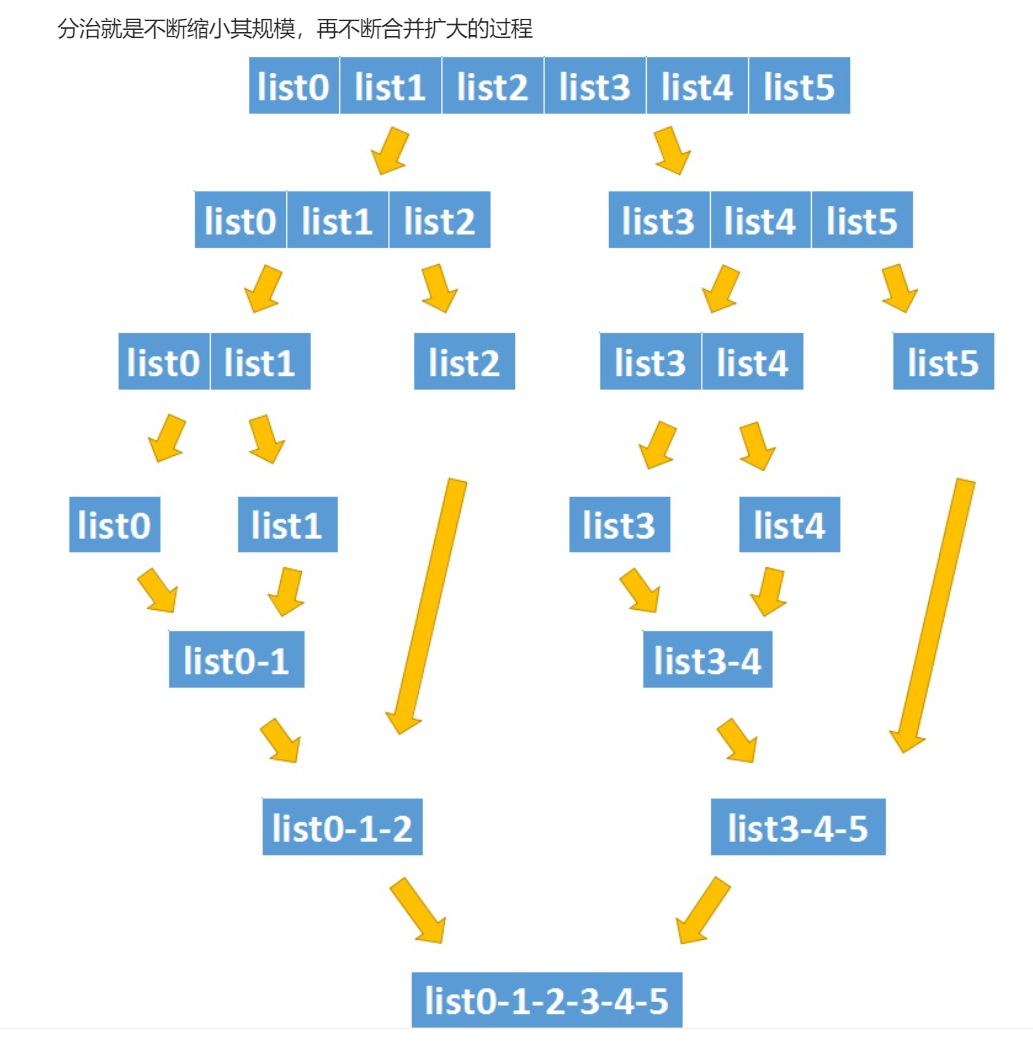 分治就是不断缩小其规模，再不断合并扩大的过程
list0 list1 list2 list3 list4 list5
list0 list1 list2 list3 list4 list5
list0 list1 list2 list3 list4 list5
list0 list1 list3 list4
list0-1 list3-4
list0-1-2 list3-4-5
list0-1-2-3-4-5